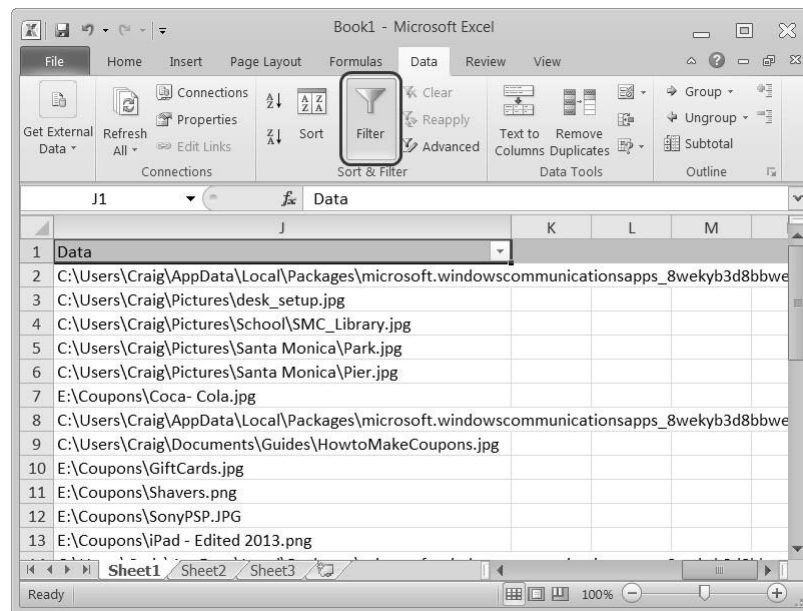 Book1 - Microsoft Excel
File Home Insert Page Layout Formulas Data Review View
Get External Data
Refresh All
Connections
Properties
Edit Links
Connections
Sort
Filter
Clear
Reapply
Advanced
Sort & Filter
Text to Columns
Remove Duplicates
Data Tools
Group
Ungroup
Subtotal
Outline
J1 fx Data
J K L M
1 Data
2 C:\Users\Craig\AppData\Local\Packages\microsoft.windowscommunicationsapps_8wekyb3d8bbwe
3 C:\Users\Craig\Pictures\desk_setup.jpg
4 C:\Users\Craig\Pictures\School\SMC_Library.jpg
5 C:\Users\Craig\Pictures\Santa Monica\Park.jpg
6 C:\Users\Craig\Pictures\Santa Monica\Pier.jpg
7 E:\Coupons\Coca- Cola.jpg
8 C:\Users\Craig\AppData\Local\Packages\microsoft.windowscommunicationsapps_8wekyb3d8bbwe
9 C:\Users\Craig\Documents\Guides\HowtoMakeCoupons.jpg
10 E:\Coupons\GiftCards.jpg
11 E:\Coupons\Shavers.png
12 E:\Coupons\SonyPSP.JPG
13 E:\Coupons\iPad - Edited 2013.png
Sheet1 Sheet2 Sheet3
Ready 100%